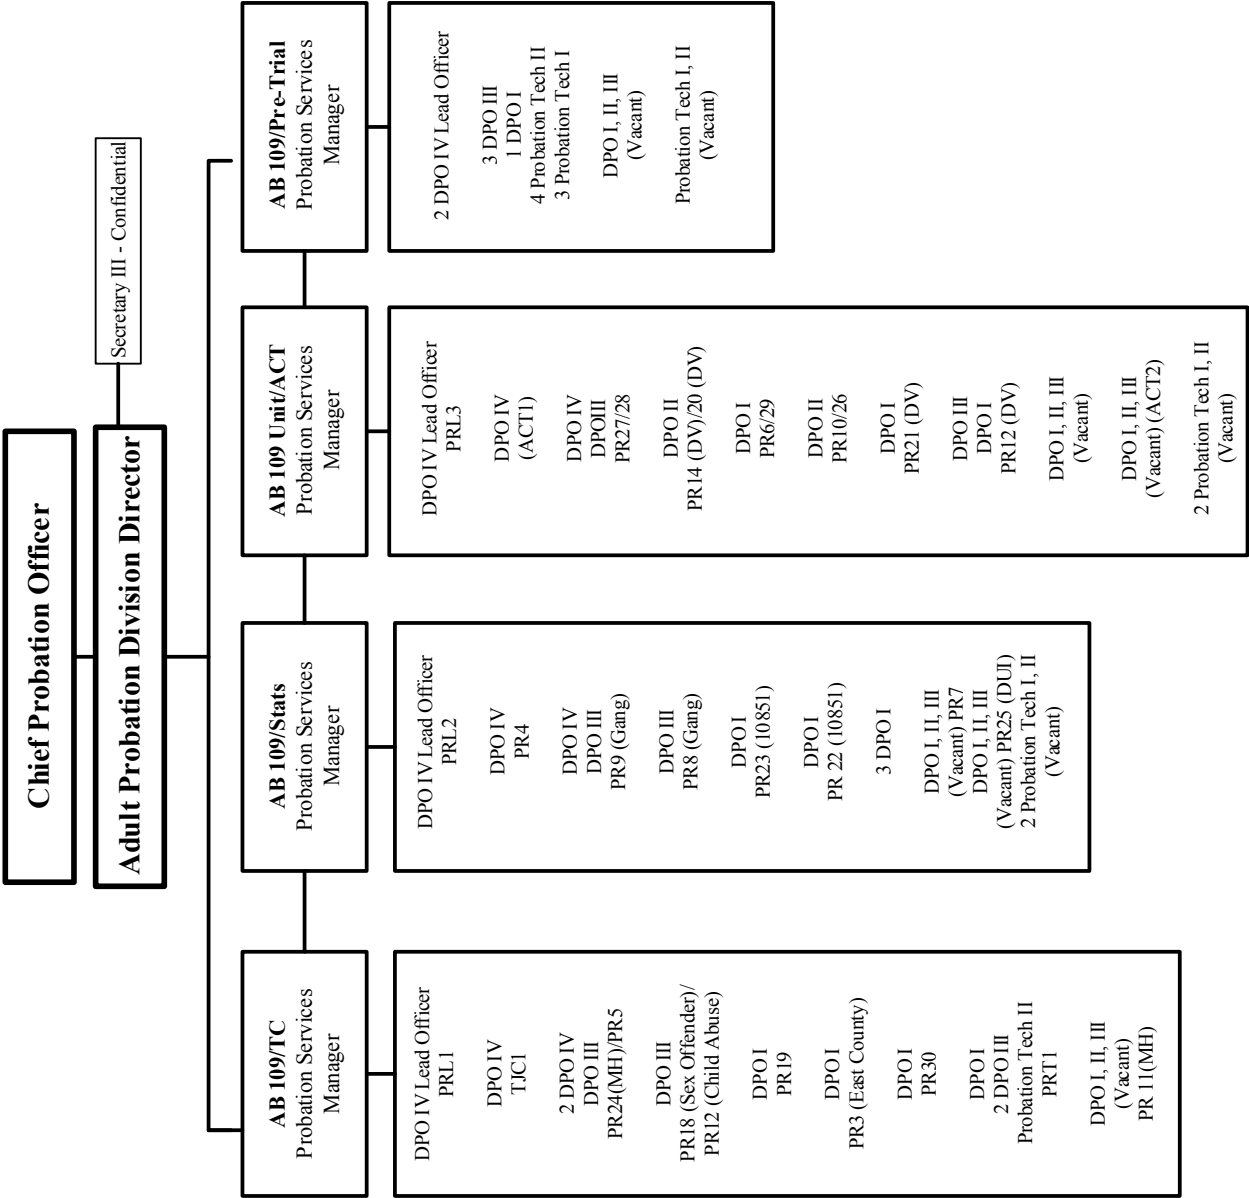 Chief Probation Officer
Adult Probation Division Director
Secretary III - Confidential
AB 109/TC
Probation Services
Manager
DPO IV Lead Officer
PRL1
DPO IV
TJC1
2 DPO IV
DPO III
PR24(MH)/PR5
DPO III
PR18 (Sex Offender)/
PR12 (Child Abuse)
DPO I
PR19
DPO I
PR3 (East County)
DPO I
PR30
DPO I
2 DPO III
Probation Tech II
PRT1
DPO I, II, III
(Vacant)
PR 11(MH)
AB 109/Stats
Probation Services
Manager
DPO IV Lead Officer
PRL2
DPO IV
PR4
DPO IV
DPO III
PR9 (Gang)
DPO III
PR8 (Gang)
DPO I
PR23 (10851)
DPO I
PR 22 (10851)
3 DPO I
DPO I, II, III
(Vacant) PR7
DPO I, II, III
(Vacant) PR25 (DUI)
2 Probation Tech I, II
(Vacant)
AB 109 Unit/ACT
Probation Services
Manager
DPO IV Lead Officer
PRL3
DPO IV
(ACT1)
DPO IV
DPOIII
PR27/28
DPO II
PR14 (DV)/20 (DV)
DPO I
PR6/29
DPO II
PR10/26
DPO I
PR21 (DV)
DPO III
DPO I
PR12 (DV)
DPO I, II, III
(Vacant)
DPO I, II, III
(Vacant) (ACT2)
2 Probation Tech I, II
(Vacant)
AB 109/Pre-Trial
Probation Services
Manager
2 DPO IV Lead Officer
3 DPO III
1 DPO I
4 Probation Tech II
3 Probation Tech I
DPO I, II, III
(Vacant)
Probation Tech I, II
(Vacant)